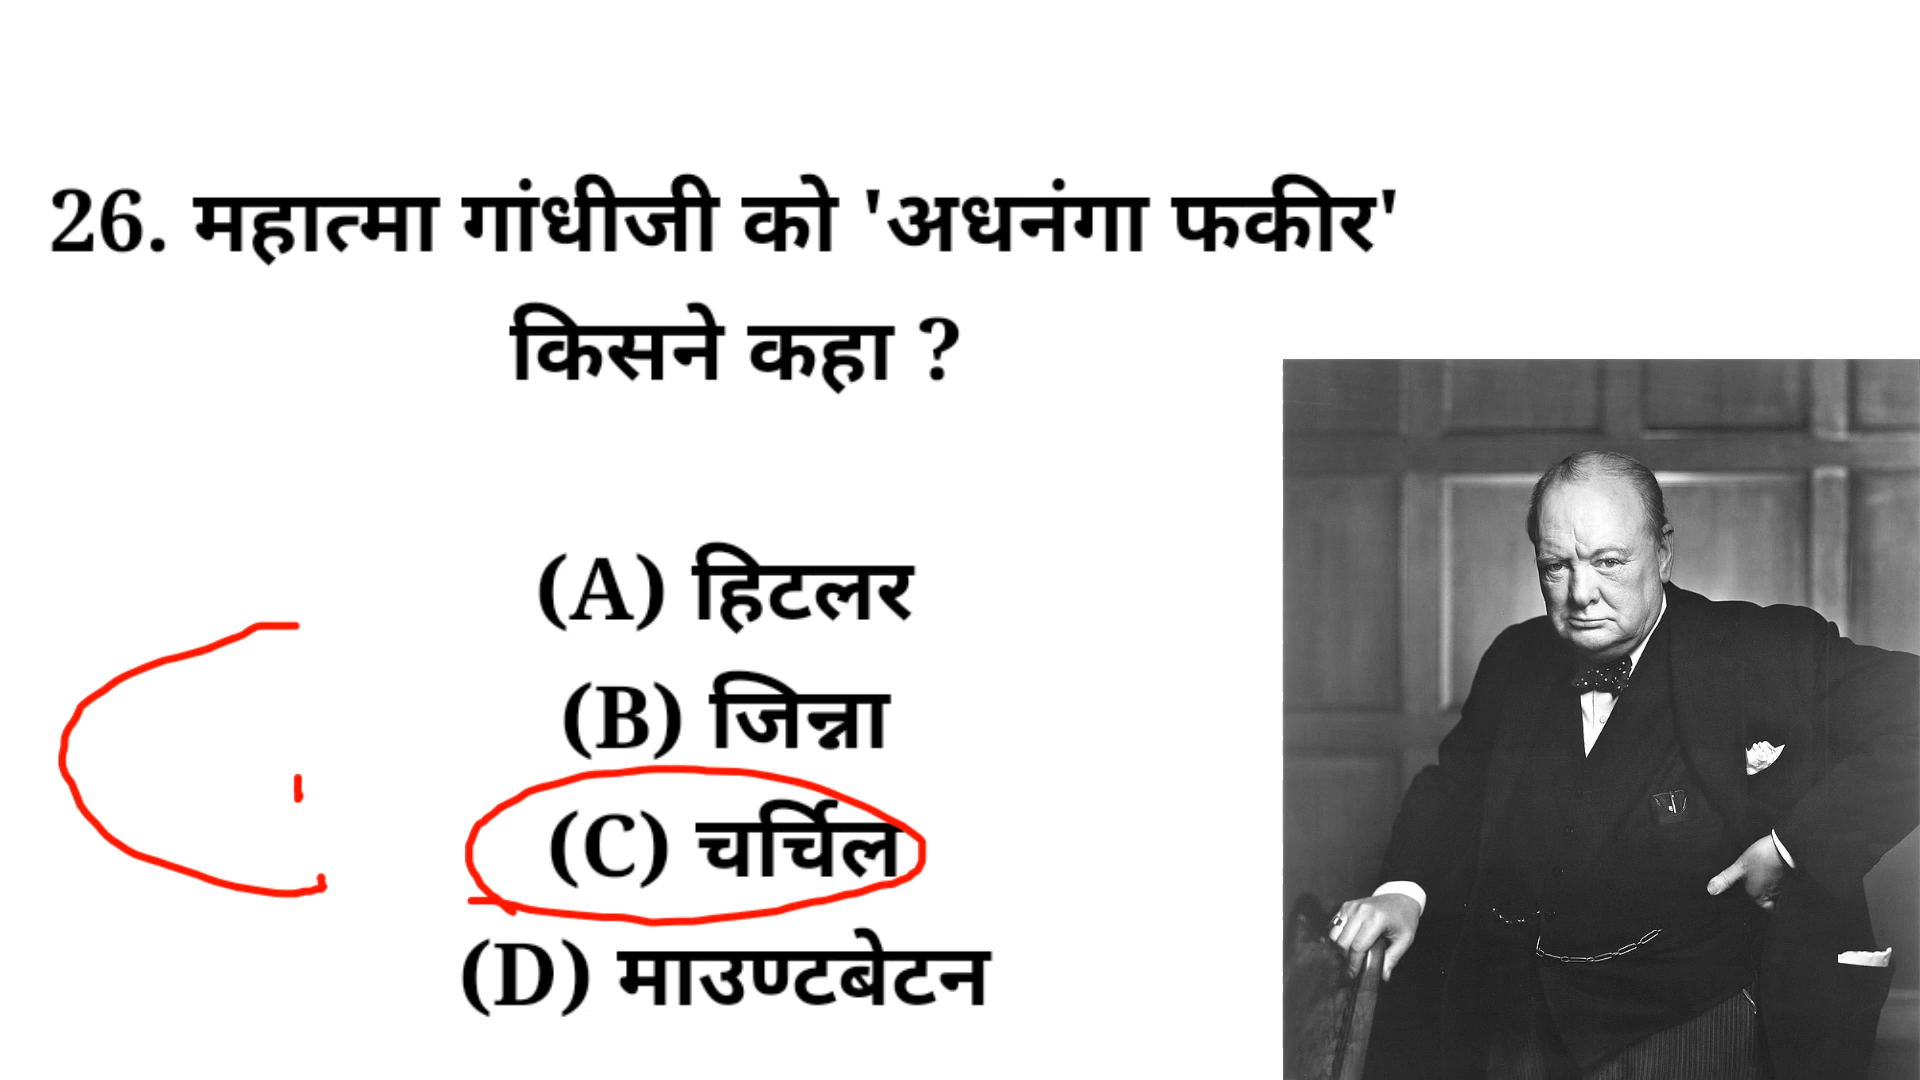 26. महात्मा गांधीजी को 'अधनंगा फकीर'
किसने कहा ?
(A) हिटलर
(B) जिन्ना
(C) चर्चिल
(D) माउण्टबेटन